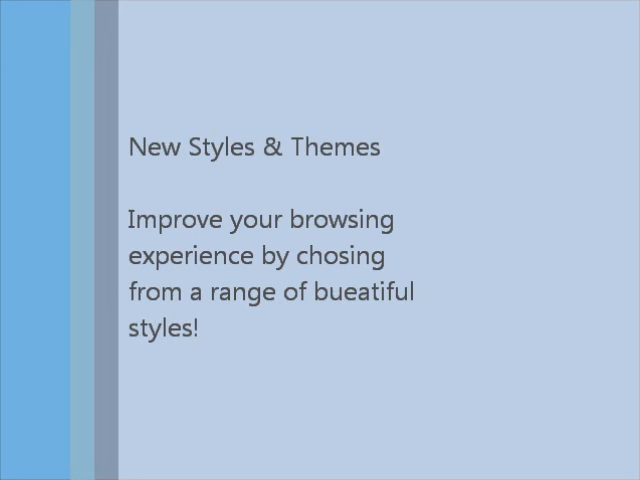 New Styles & Themes
Improve your browsing
experience by chosing
from a range of bueatiful
styles!